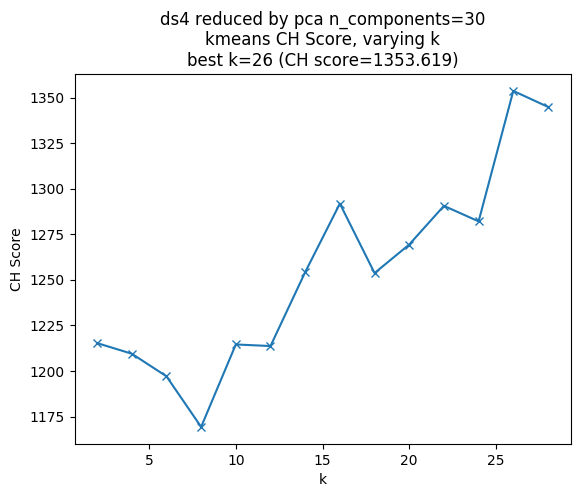 ds4 reduced by pca n_components=30
kmeans CH Score, varying k
best k=26 (CH score=1353.619)
1350
1325
1300
1275
1250
1225
1200
1175
CH Score
5
10
15
20
25
k